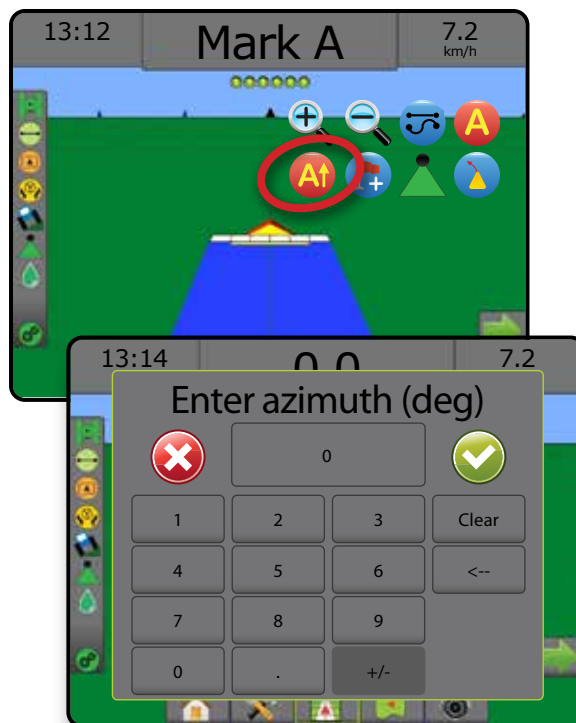 13:12 Mark A 7.2
km/h
A
A
13:14 0.0 7.2
Enter azimuth (deg)
0
1 2 3 Clear
4 5 6 <--
7 8 9
0 . +/-